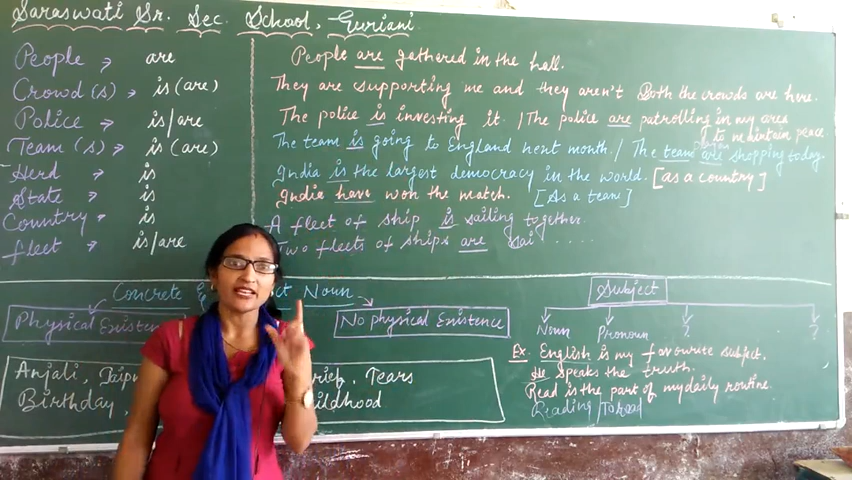 Saraswati Sr. Sec. School, Guriani.
People → are
Crowd(s) → is (are)
Police → is/are
Team(s) → is (are)
Herd → is
State → is
Country → is
fleet → is/are
People are gathered in the hall.
They are supporting me and they aren't Both the crowds are here.
The police is investing it. / The police are patrolling in my area
to maintain peace
The team is going to England next month. / The team are shopping today.
India is the largest democracy in the world. [as a country]
India have won the match. [As a team]
A fleet of ship is sailing together.
Two fleets of ships are sai ....
Concrete Noun
Physical Existence
No physical Existence
Anjali, Jaipu
Birthday,
Tears
hildhood
Subject
Noun Pronoun ? ?
Ex. English is my favourite subject.
He speaks the truth.
Read is the part of my daily routine.
Reading / To read